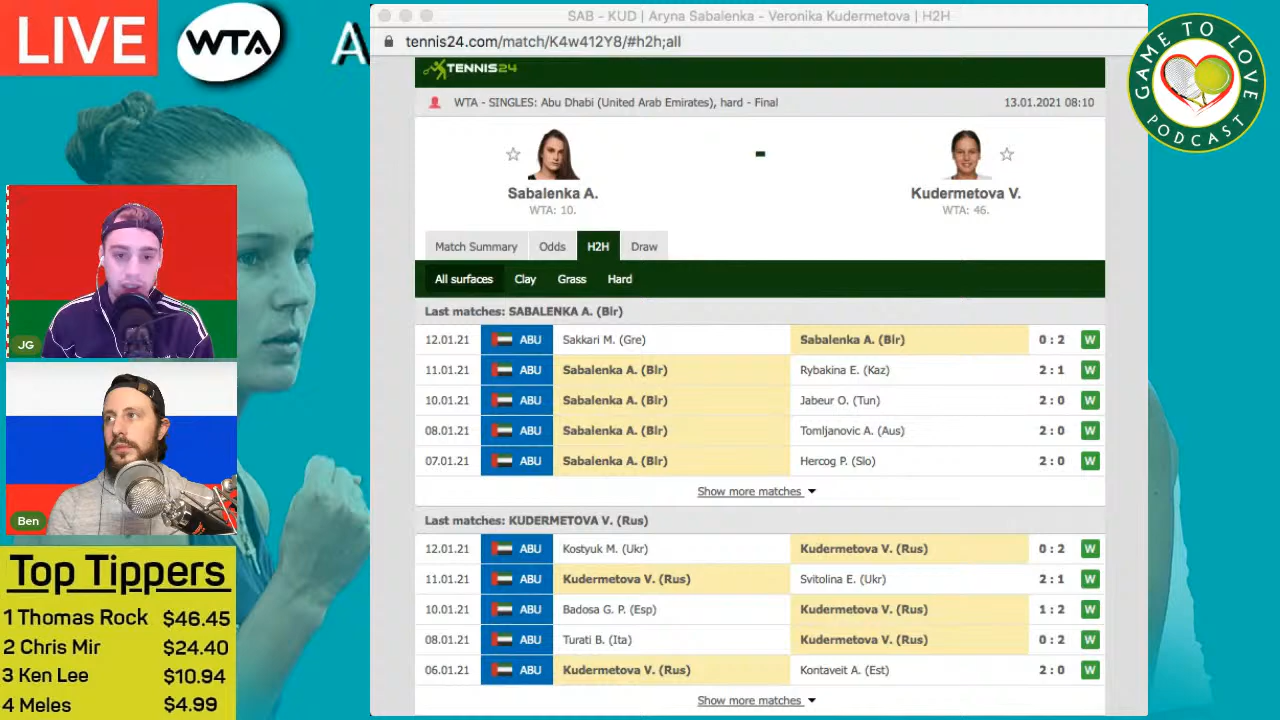 LIVE
WTA
A
SAB - KUD | Aryna Sabalenka - Veronika Kudermetova | H2H
tennis24.com/match/K4w412Y8/#h2h;all
TENNIS24
GAME TO LOVE PODCAST
WTA - SINGLES: Abu Dhabi (United Arab Emirates), hard - Final 13.01.2021 08:10
-
Sabalenka A. Kudermetova V.
WTA: 10. WTA: 46.
Match Summary Odds H2H Draw
All surfaces Clay Grass Hard
Last matches: SABALENKA A. (Blr)
12.01.21 ABU Sakkari M. (Gre) Sabalenka A. (Blr) 0 : 2 W
11.01.21 ABU Sabalenka A. (Blr) Rybakina E. (Kaz) 2 : 1 W
10.01.21 ABU Sabalenka A. (Blr) Jabeur O. (Tun) 2 : 0 W
08.01.21 ABU Sabalenka A. (Blr) Tomljanovic A. (Aus) 2 : 0 W
07.01.21 ABU Sabalenka A. (Blr) Hercog P. (Slo) 2 : 0 W
Show more matches
Last matches: KUDERMETOVA V. (Rus)
12.01.21 ABU Kostyuk M. (Ukr) Kudermetova V. (Rus) 0 : 2 W
11.01.21 ABU Kudermetova V. (Rus) Svitolina E. (Ukr) 2 : 1 W
10.01.21 ABU Badosa G. P. (Esp) Kudermetova V. (Rus) 1 : 2 W
08.01.21 ABU Turati B. (Ita) Kudermetova V. (Rus) 0 : 2 W
06.01.21 ABU Kudermetova V. (Rus) Kontaveit A. (Est) 2 : 0 W
Show more matches
JG
Ben
Top Tippers
1 Thomas Rock $46.45
2 Chris Mir $24.40
3 Ken Lee $10.94
4 Meles $4.99